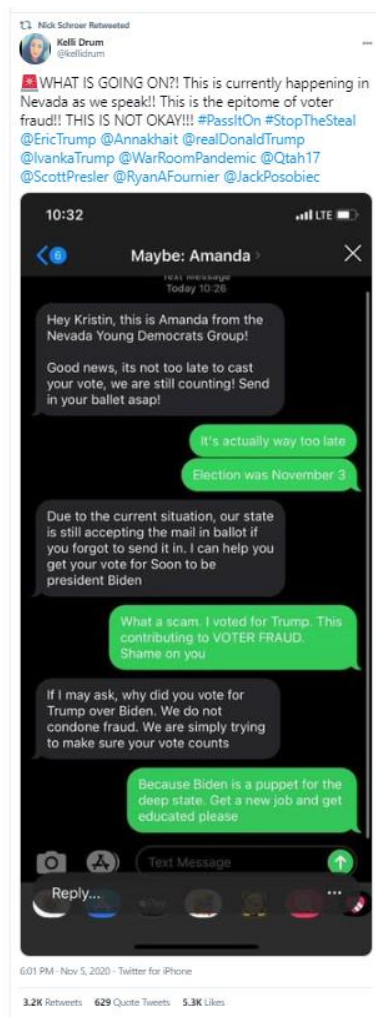 Nick Schroer Retweeted
Kelli Drum
@kellidrum
🚨WHAT IS GOING ON?! This is currently happening in
Nevada as we speak!! This is the epitome of voter
fraud!! THIS IS NOT OKAY!!! #PassItOn #StopTheSteal
@EricTrump @Annakhait @realDonaldTrump
@IvankaTrump @WarRoomPandemic @Qtah17
@ScottPresler @RyanAFournier @JackPosobiec
10:32
LTE
6
Maybe: Amanda
Text Message
Today 10:26
Hey Kristin, this is Amanda from the
Nevada Young Democrats Group!
Good news, its not too late to cast
your vote, we are still counting! Send
in your ballet asap!
It's actually way too late
Election was November 3
Due to the current situation, our state
is still accepting the mail in ballot if
you forgot to send it in. I can help you
get your vote for Soon to be
president Biden
What a scam. I voted for Trump. This
contributing to VOTER FRAUD.
Shame on you
If I may ask, why did you vote for
Trump over Biden. We do not
condone fraud. We are simply trying
to make sure your vote counts
Because Biden is a puppet for the
deep state. Get a new job and get
educated please
Text Message
Reply...
6:01 PM · Nov 5, 2020 · Twitter for iPhone
3.2K Retweets 629 Quote Tweets 5.3K Likes